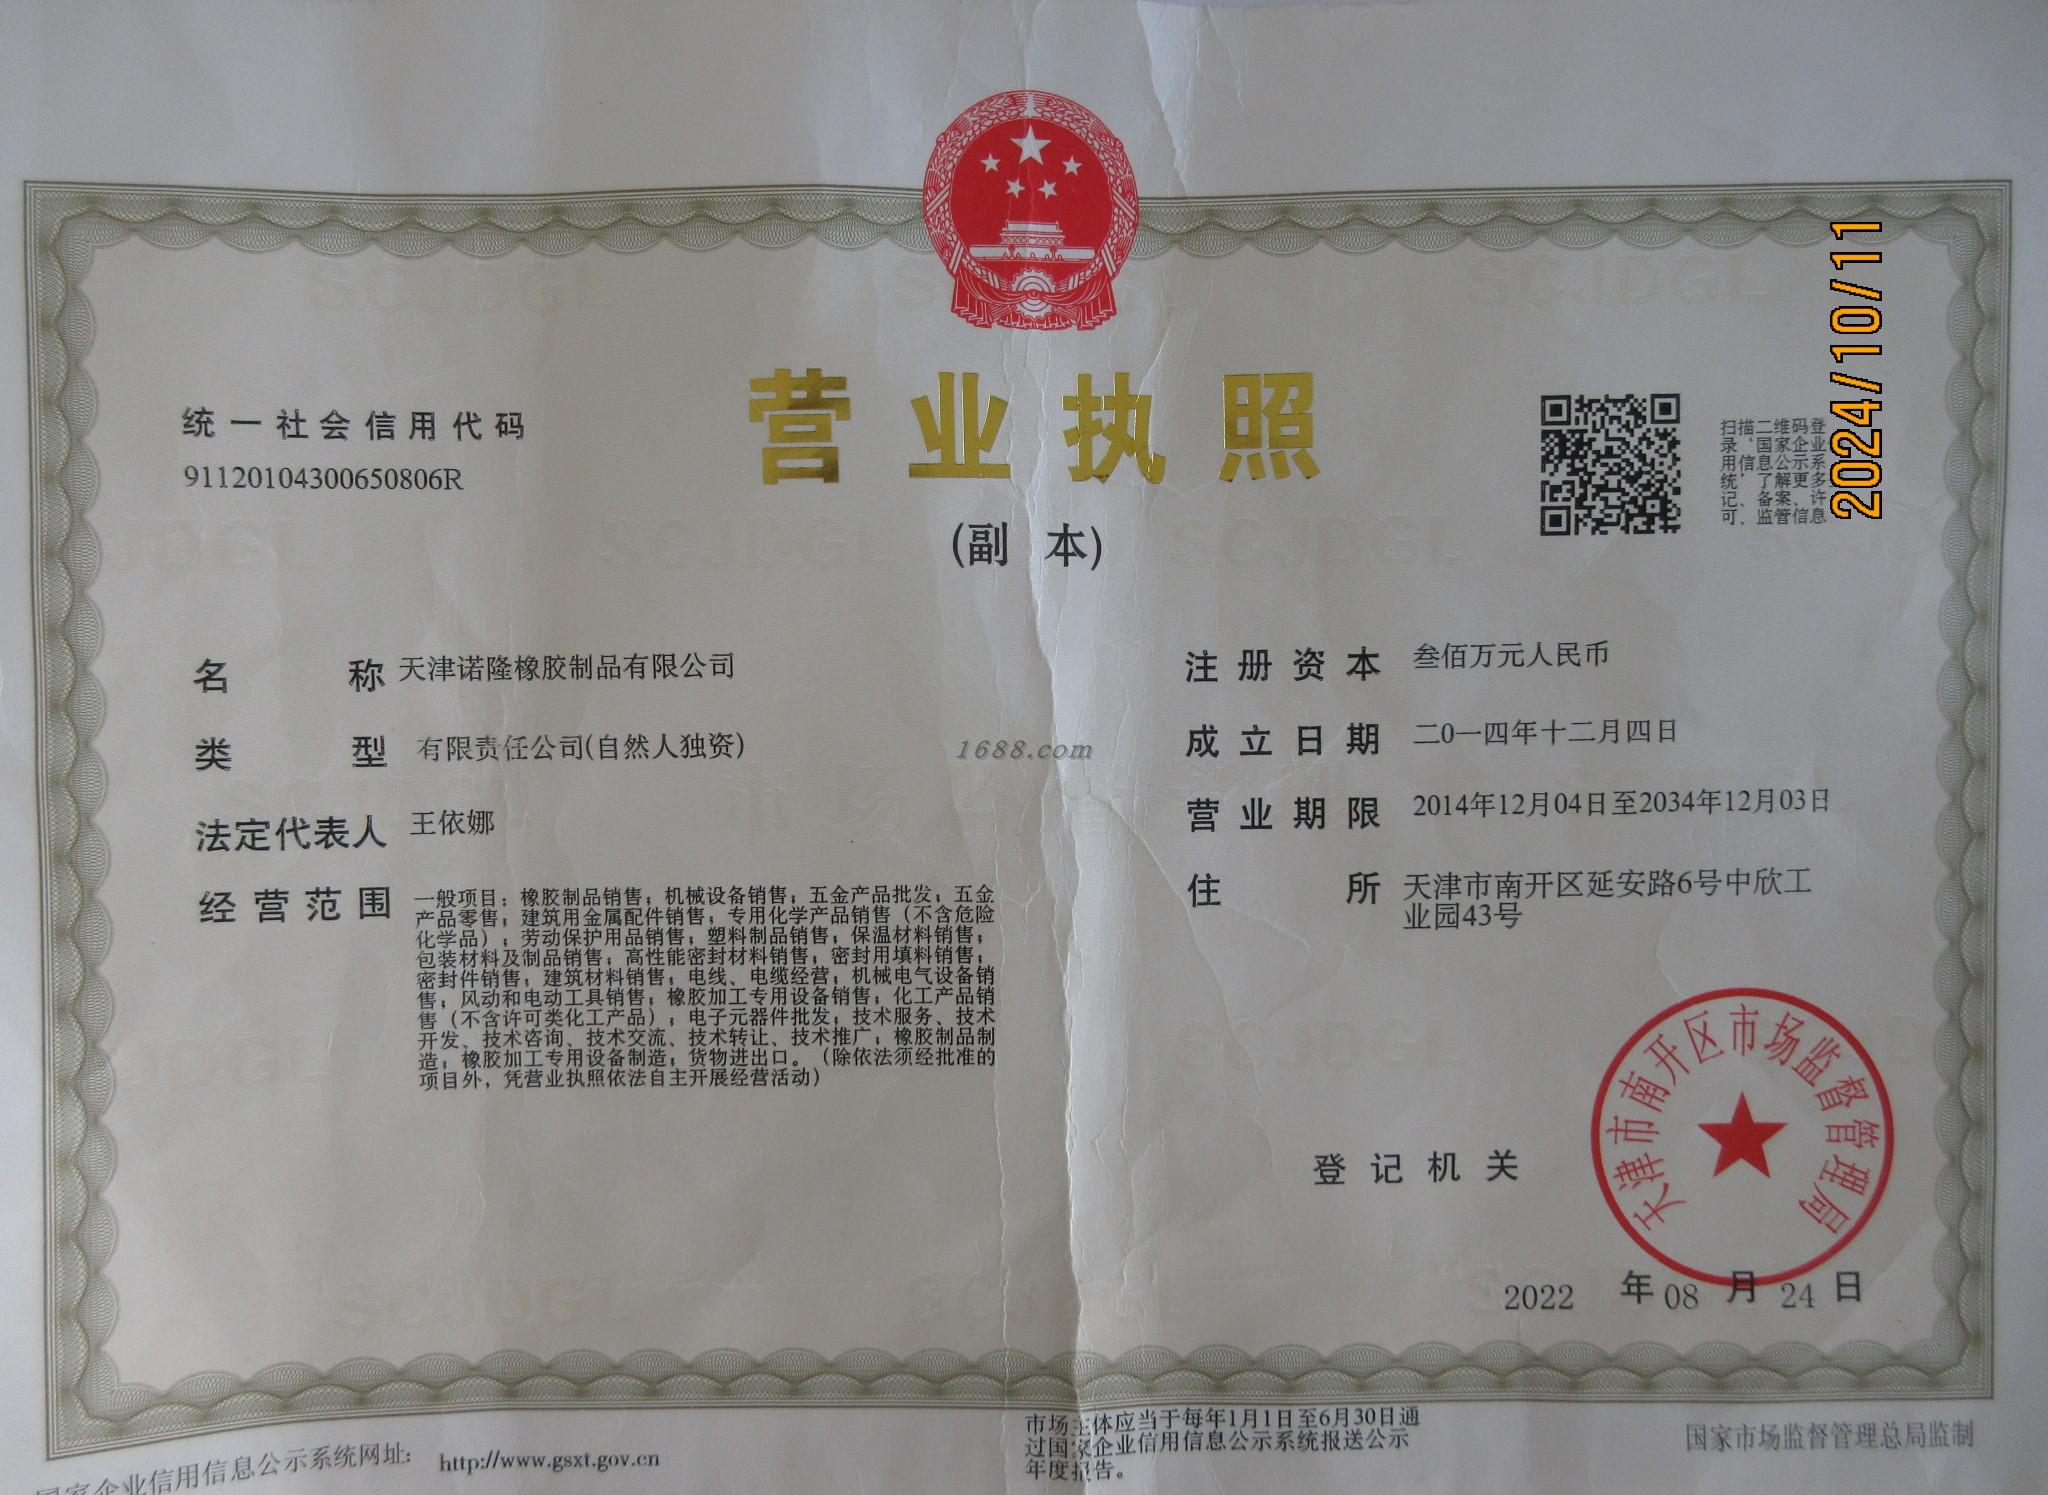 2024/10/11
统一社会信用代码
91120104300650806R
营业执照
(副 本)
扫描二维码登
录、国家企业
用信息公示系
统，了解更多
记、备案、许
可、监管信息
名 称 天津诺隆橡胶制品有限公司
类 型 有限责任公司(自然人独资)
法定代表人 王依娜
经营范围 一般项目：橡胶制品销售；机械设备销售；五金产品批发；五金
产品零售；建筑用金属配件销售；专用化学产品销售（不含危险
化学品）；劳动保护用品销售；塑料制品销售；保温材料销售；
包装材料及制品销售；高性能密封材料销售；密封用填料销售；
密封件销售；建筑材料销售；电线、电缆经营；机械电气设备销
售；风动和电动工具销售；橡胶加工专用设备销售；化工产品销
售（不含许可类化工产品）；电子元器件批发；技术服务、技术
开发、技术咨询、技术交流、技术转让、技术推广；橡胶制品制
造；橡胶加工专用设备制造；货物进出口。（除依法须经批准的
项目外，凭营业执照依法自主开展经营活动）
1688.com
注册资本 叁佰万元人民币
成立日期 二0一四年十二月四日
营业期限 2014年12月04日至2034年12月03日
住 所 天津市南开区延安路6号中欣工
业园43号
登记机关
天津市南开区市场监督管理局
2022 年 08 月 24 日
国家企业信用信息公示系统网址：http://www.gsxt.gov.cn
市场主体应当于每年1月1日至6月30日通
过国家企业信用信息公示系统报送公示
年度报告。
国家市场监督管理总局监制